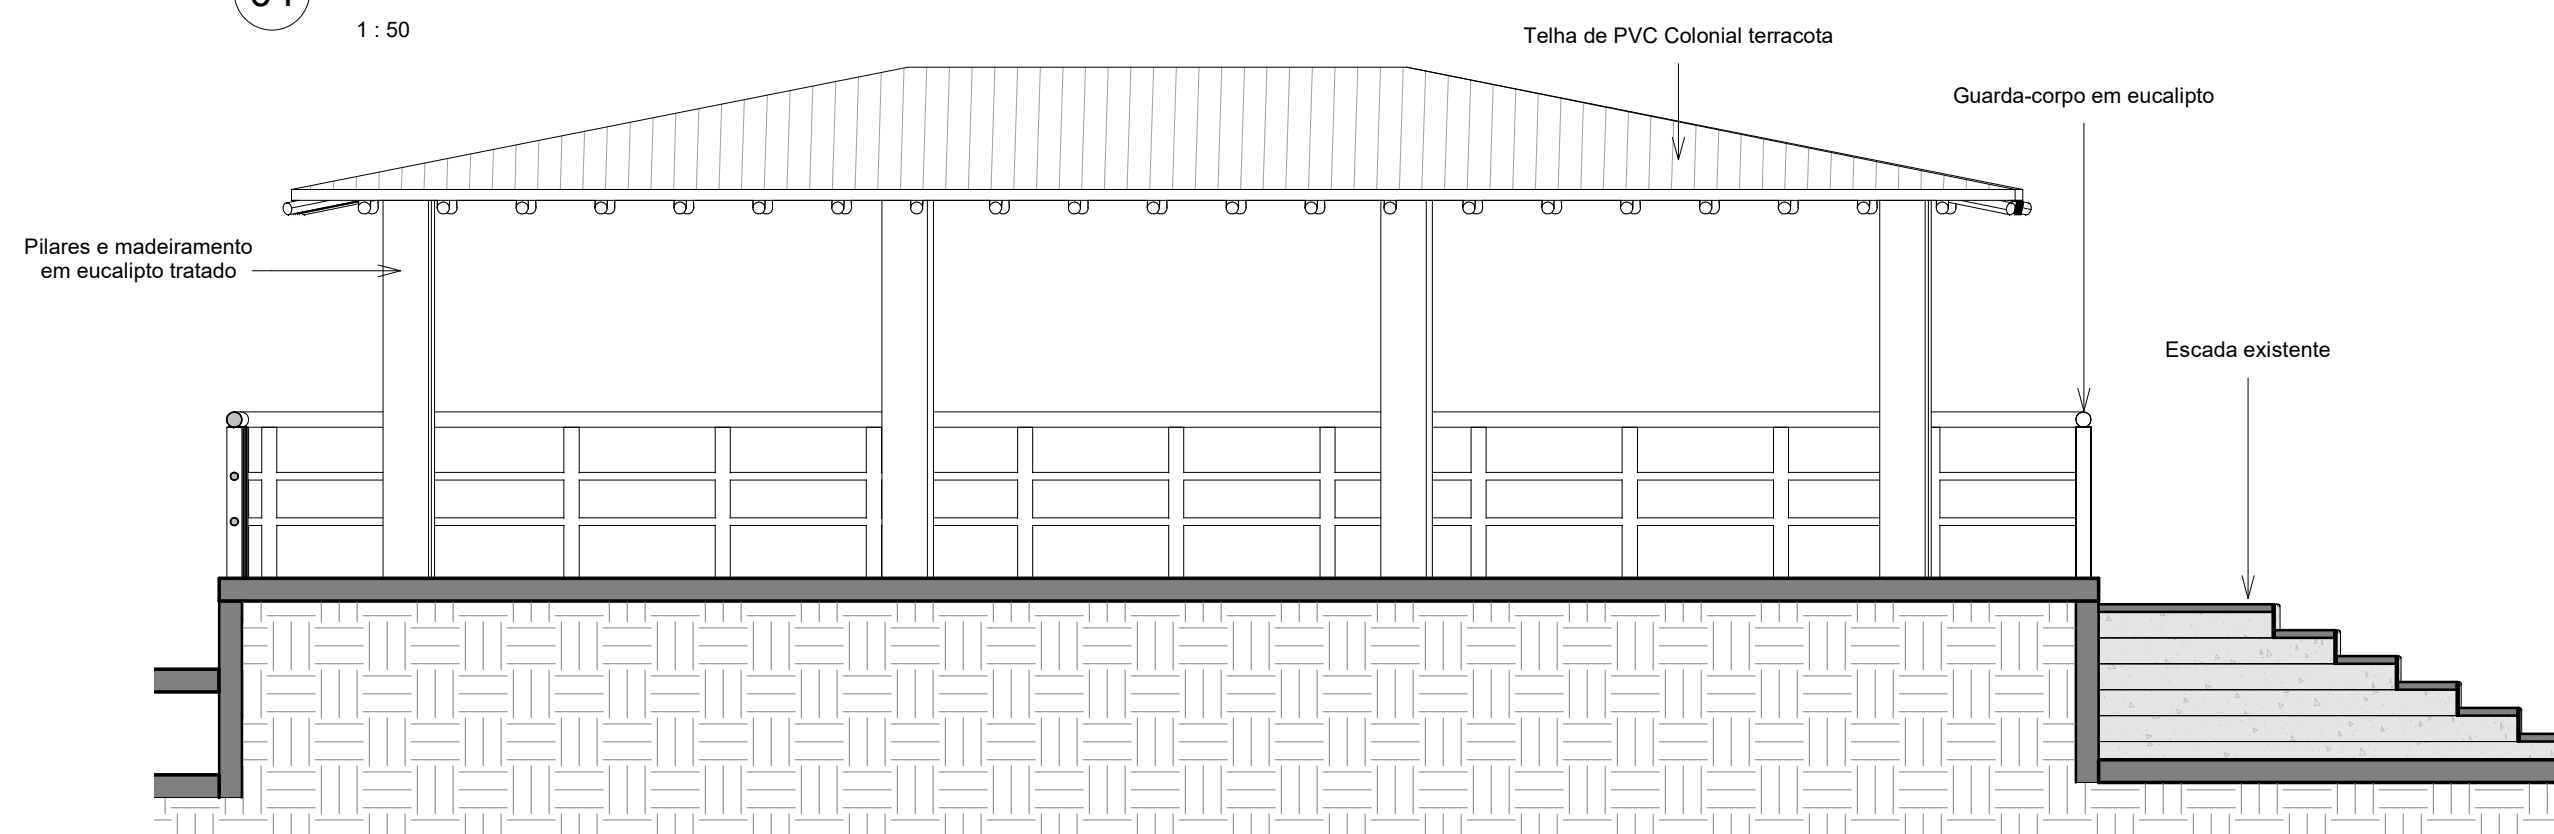 1 : 50
Telha de PVC Colonial terracota
Guarda-corpo em eucalipto
Pilares e madeiramento
em eucalipto tratado
Escada existente